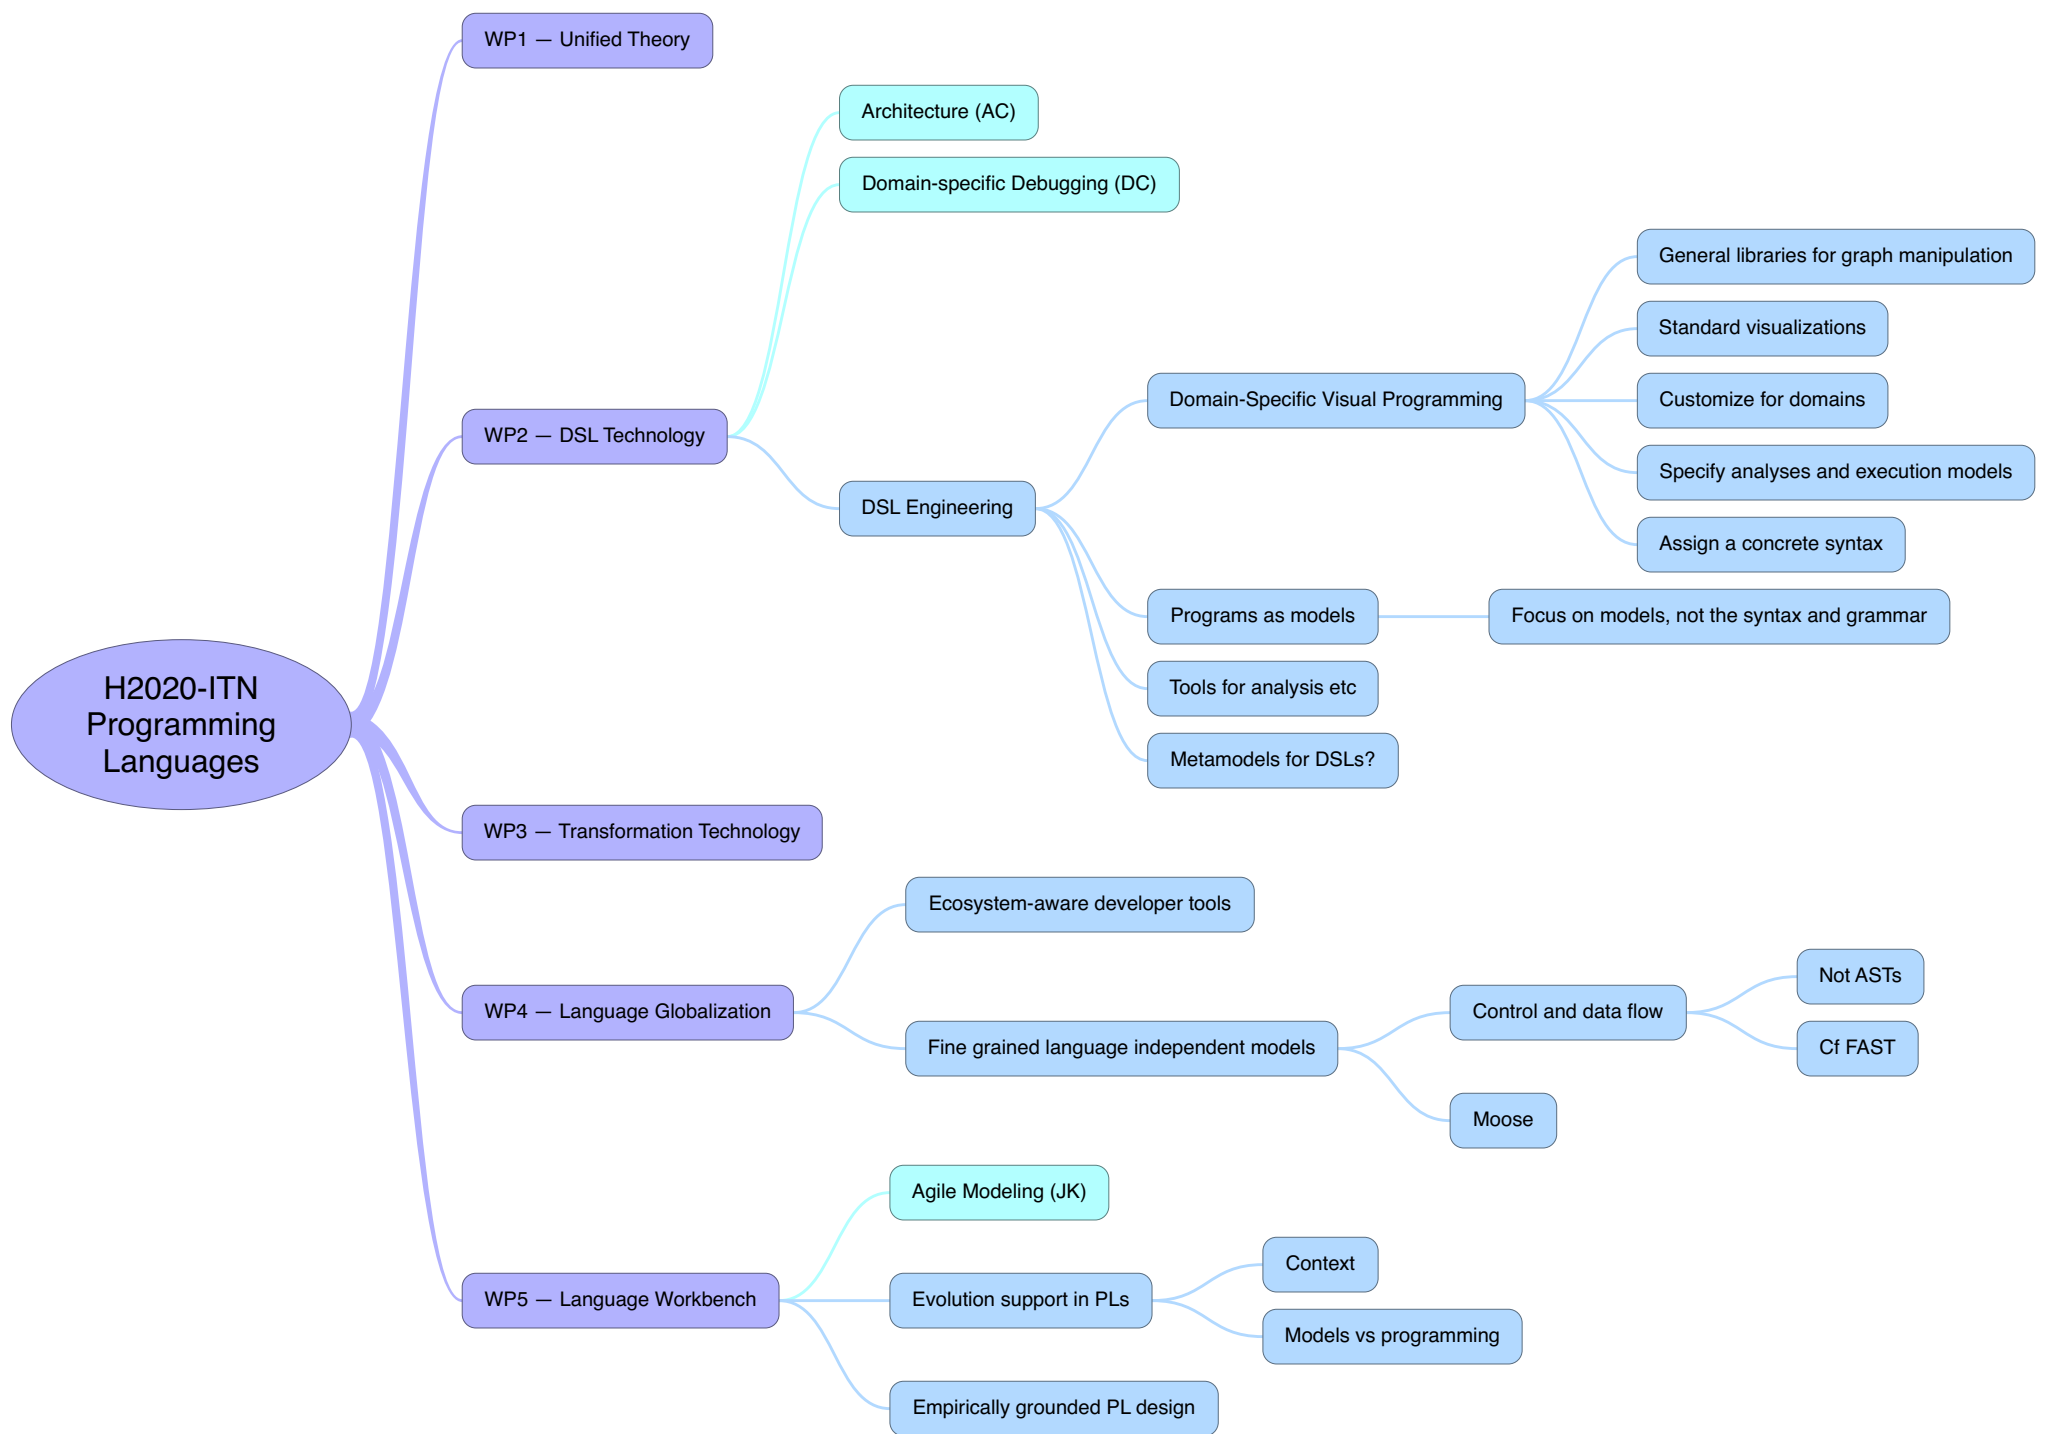 H2020-ITN
Programming
Languages
WP1 — Unified Theory
WP2 — DSL Technology
Architecture (AC)
Domain-specific Debugging (DC)
DSL Engineering
Domain-Specific Visual Programming
General libraries for graph manipulation
Standard visualizations
Customize for domains
Specify analyses and execution models
Assign a concrete syntax
Programs as models
Focus on models, not the syntax and grammar
Tools for analysis etc
Metamodels for DSLs?
WP3 — Transformation Technology
WP4 — Language Globalization
Ecosystem-aware developer tools
Fine grained language independent models
Control and data flow
Not ASTs
Cf FAST
Moose
WP5 — Language Workbench
Agile Modeling (JK)
Evolution support in PLs
Context
Models vs programming
Empirically grounded PL design